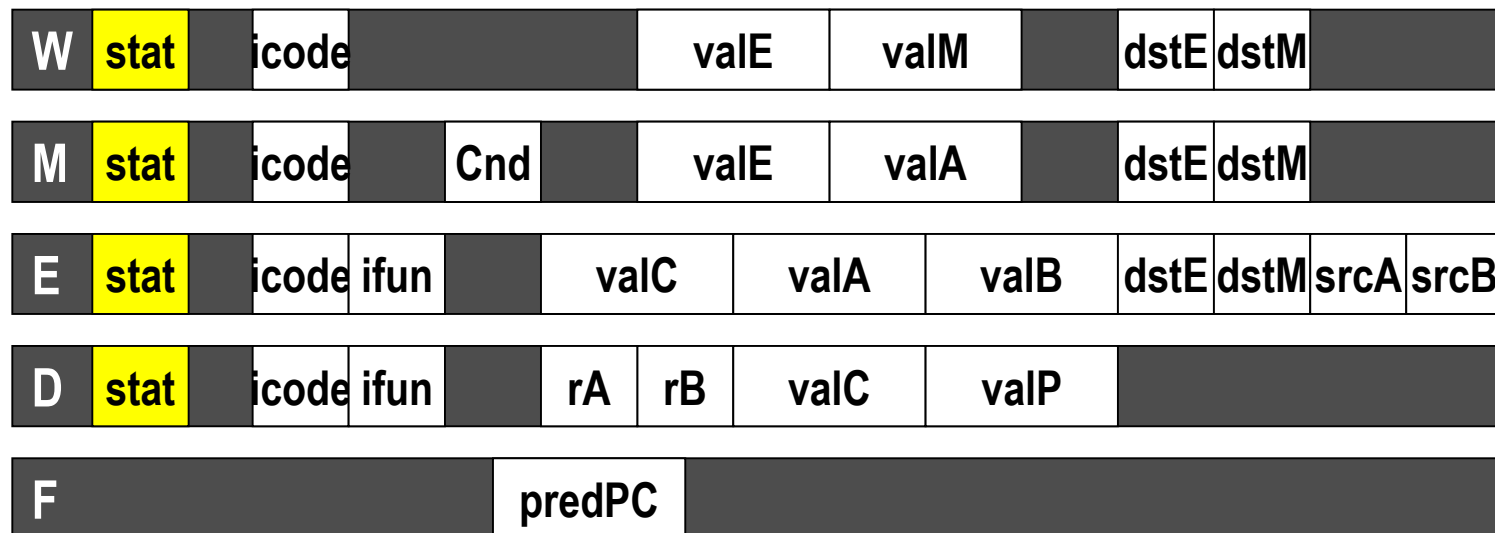 W stat icode valE valM dstE dstM
M stat icode Cnd valE valA dstE dstM
E stat icode ifun valC valA valB dstE dstM srcA srcB
D stat icode ifun rA rB valC valP
F predPC